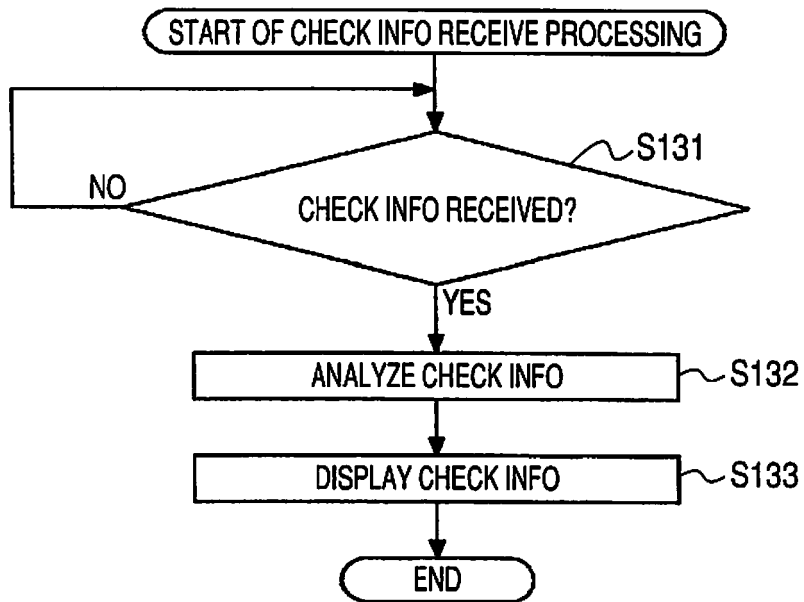 START OF CHECK INFO RECEIVE PROCESSING
S131
NO
CHECK INFO RECEIVED?
YES
ANALYZE CHECK INFO
S132
DISPLAY CHECK INFO
S133
END